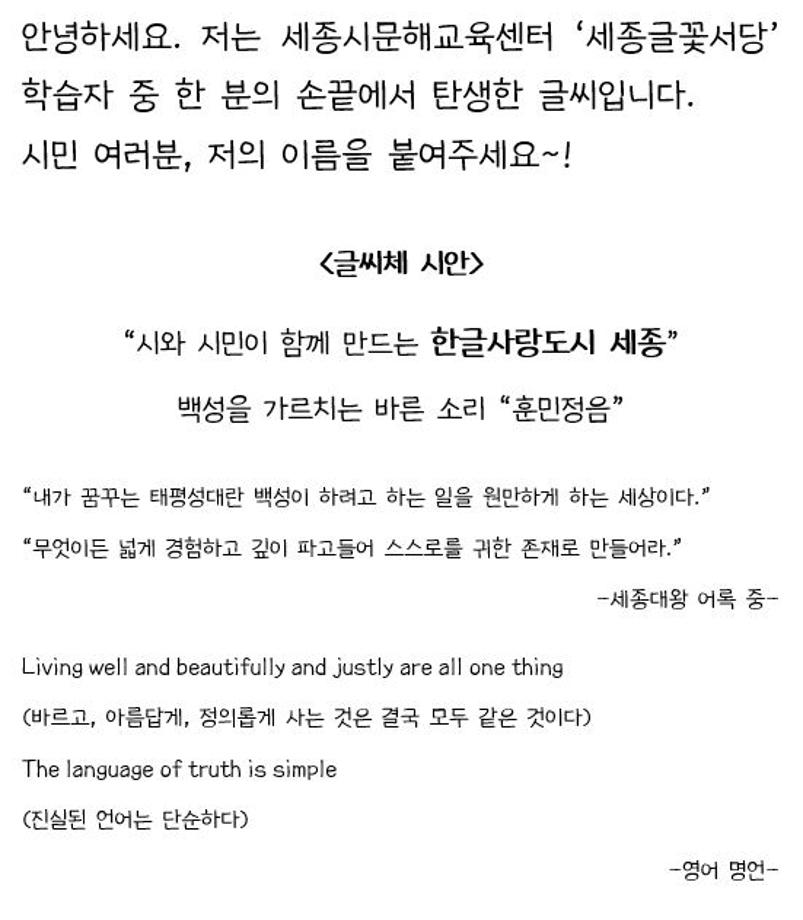 안녕하세요. 저는 세종시문해교육센터 ‘세종글꽃서당’
학습자 중 한 분의 손끝에서 탄생한 글씨입니다.
시민 여러분, 저의 이름을 붙여주세요~!
<글씨체 시안>
“시와 시민이 함께 만드는 한글사랑도시 세종”
백성을 가르치는 바른 소리 “훈민정음”
“내가 꿈꾸는 태평성대란 백성이 하려고 하는 일을 원만하게 하는 세상이다.”
“무엇이든 넓게 경험하고 깊이 파고들어 스스로를 귀한 존재로 만들어라.”
-세종대왕 어록 중-
Living well and beautifully and justly are all one thing
(바르고, 아름답게, 정의롭게 사는 것은 결국 모두 같은 것이다)
The language of truth is simple
(진실된 언어는 단순하다)
-영어 명언-